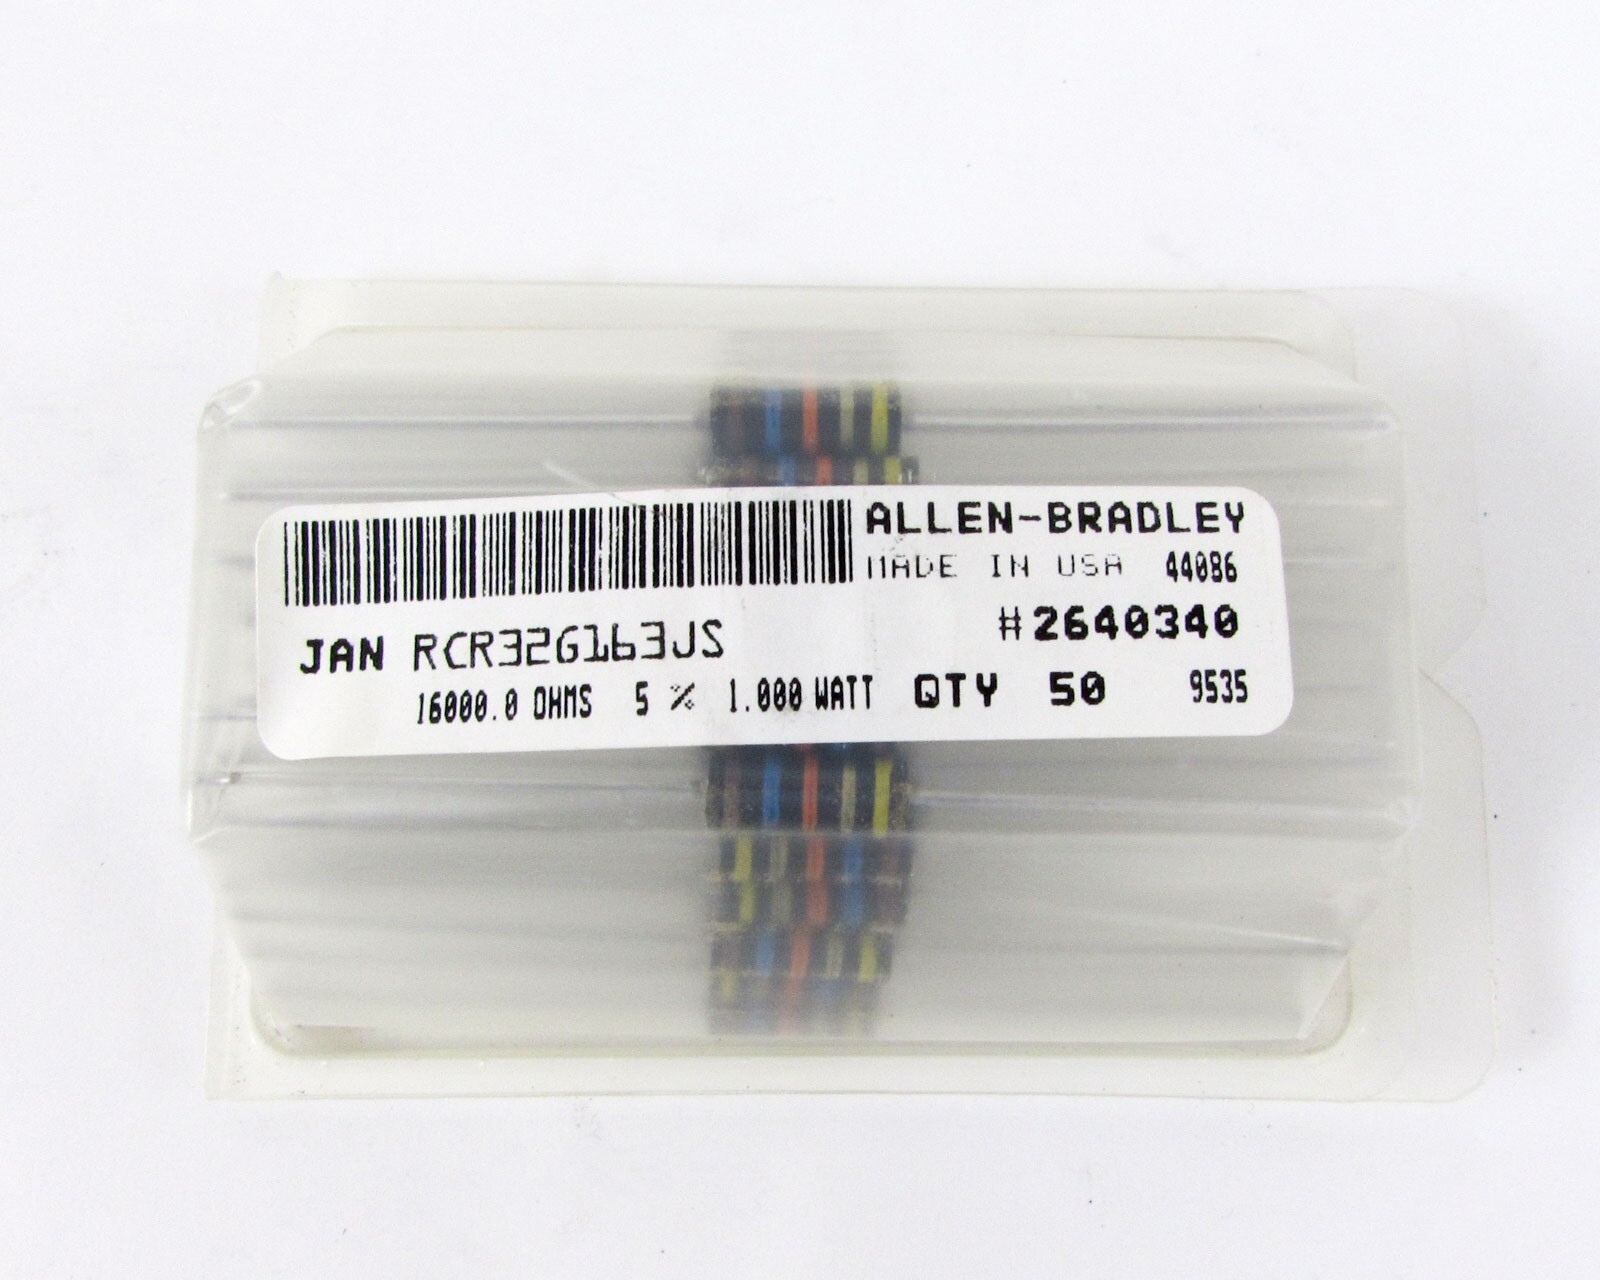 ALLEN-BRADLEY
MADE IN USA 44086
#2640340
JAN RCR32G163JS
16000.0 OHMS 5 % 1.000 WATT QTY 50 9535